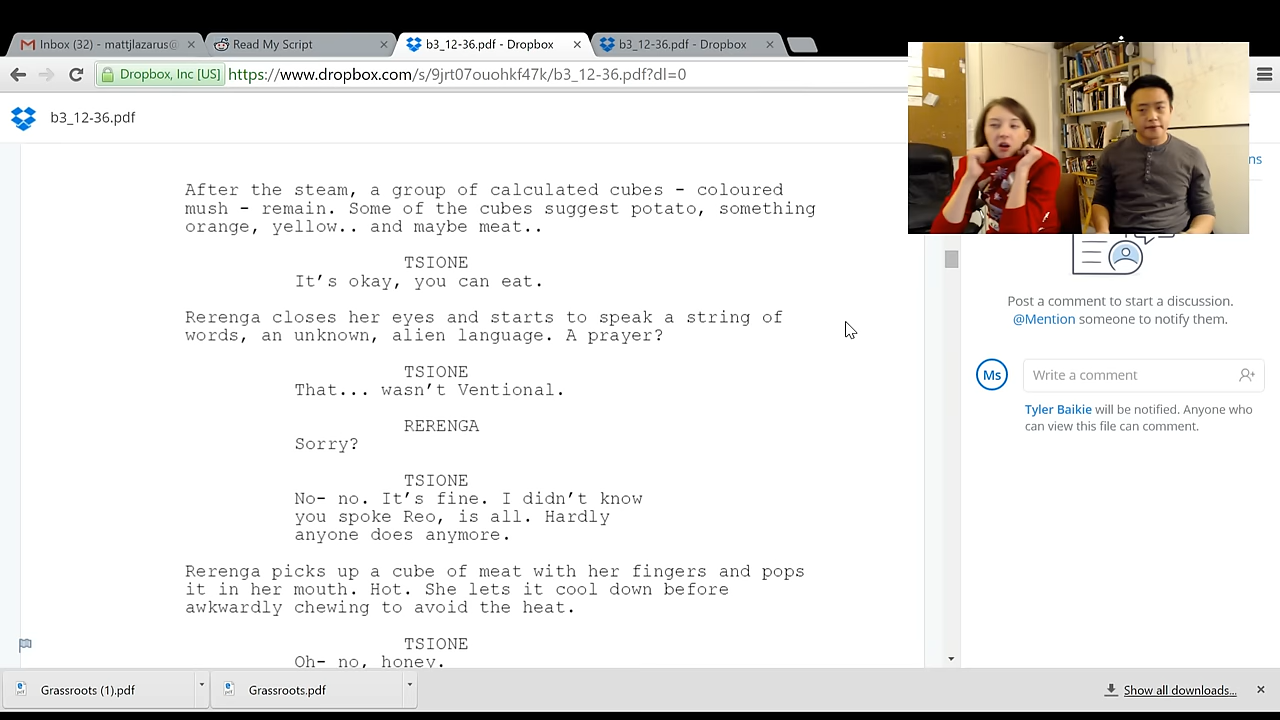 Inbox (32) - mattjlazarus@
Read My Script
b3_12-36.pdf - Dropbox
b3_12-36.pdf - Dropbox
Dropbox, Inc [US]
https://www.dropbox.com/s/9jrt07ouohkf47k/b3_12-36.pdf?dl=0
b3_12-36.pdf
ns
After the steam, a group of calculated cubes - coloured
mush - remain. Some of the cubes suggest potato, something
orange, yellow.. and maybe meat..
TSIONE
It's okay, you can eat.
Rerenga closes her eyes and starts to speak a string of
words, an unknown, alien language. A prayer?
TSIONE
That... wasn't Ventional.
RERENGA
Sorry?
TSIONE
No- no. It's fine. I didn't know
you spoke Reo, is all. Hardly
anyone does anymore.
Rerenga picks up a cube of meat with her fingers and pops
it in her mouth. Hot. She lets it cool down before
awkwardly chewing to avoid the heat.
TSIONE
Oh- no, honey.
Post a comment to start a discussion.
@Mention someone to notify them.
Ms
Write a comment
Tyler Baikie will be notified. Anyone who
can view this file can comment.
Grassroots (1).pdf
Grassroots.pdf
Show all downloads...